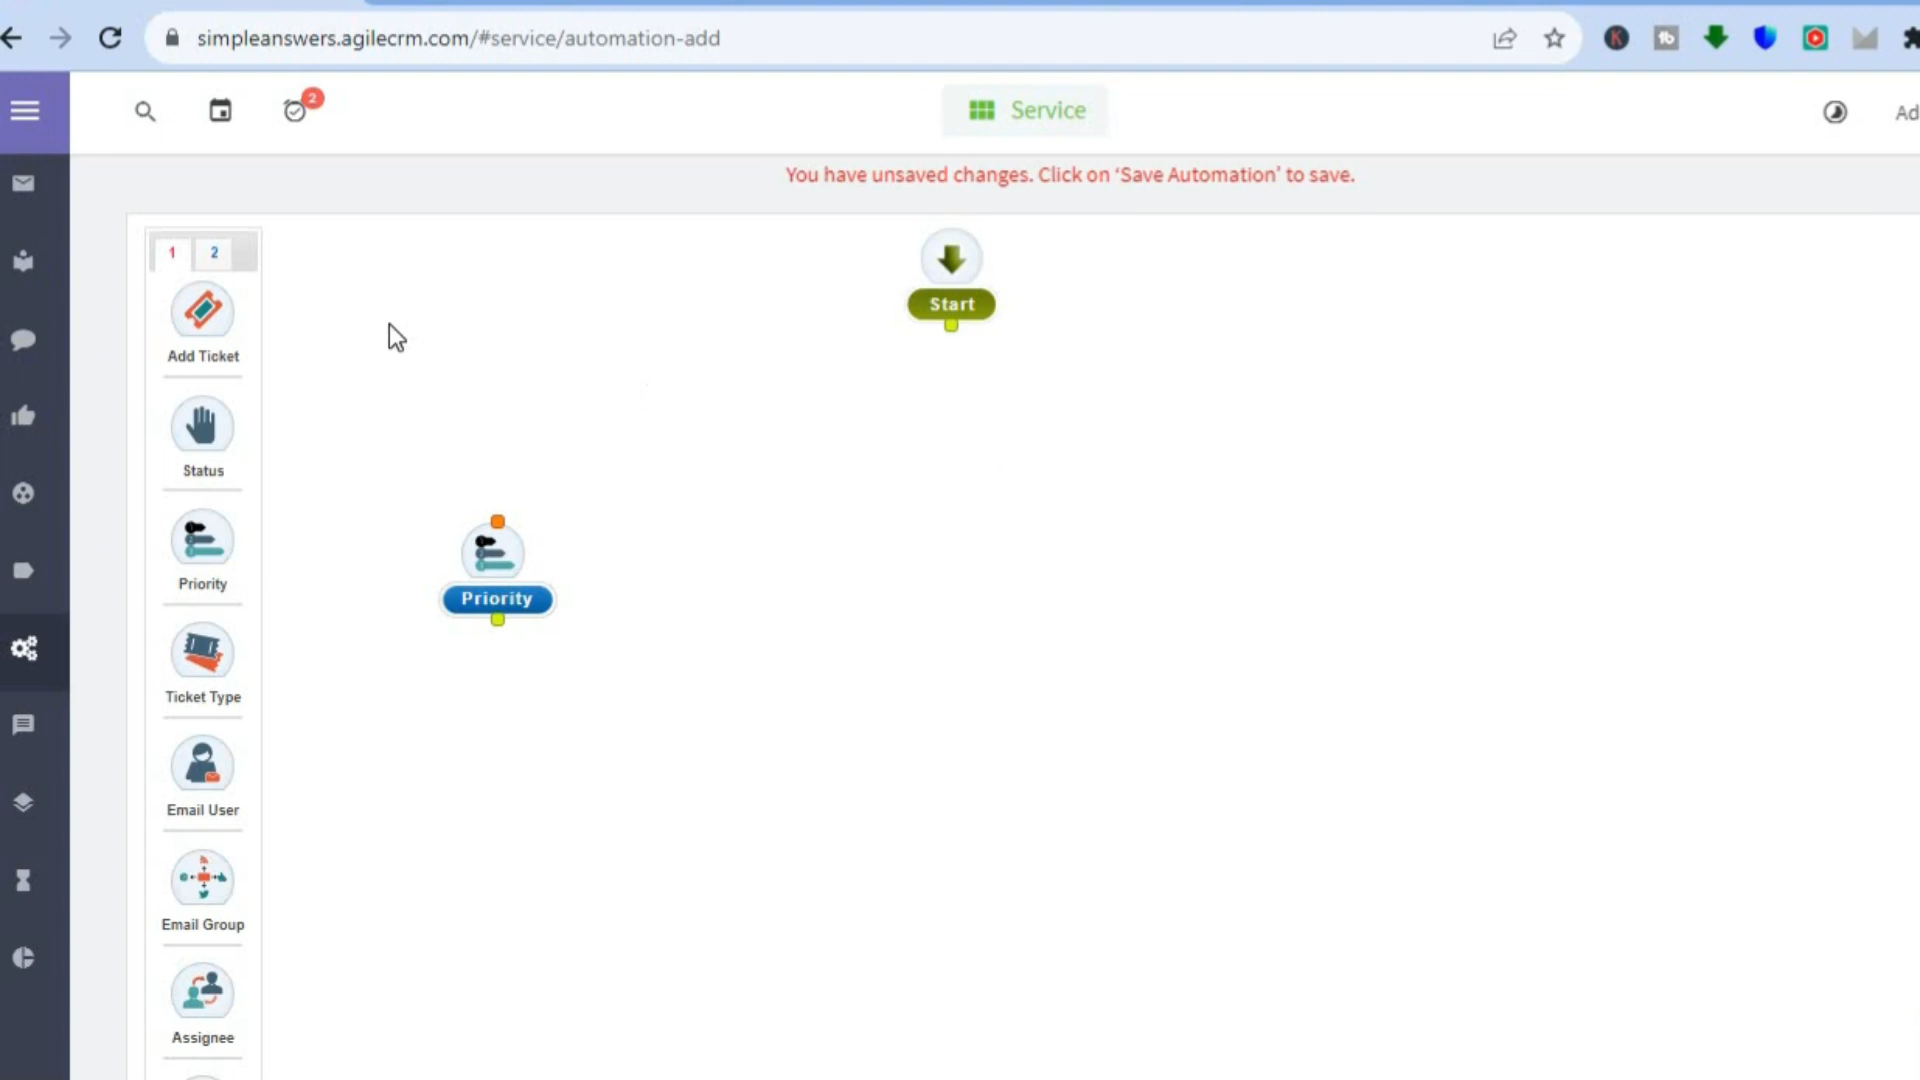 simpleanswers.agilecrm.com/#service/automation-add
K
2
Service
Ad
You have unsaved changes. Click on ‘Save Automation’ to save.
1 2
Start
Add Ticket
Status
Priority
Priority
Ticket Type
Email User
Email Group
Assignee